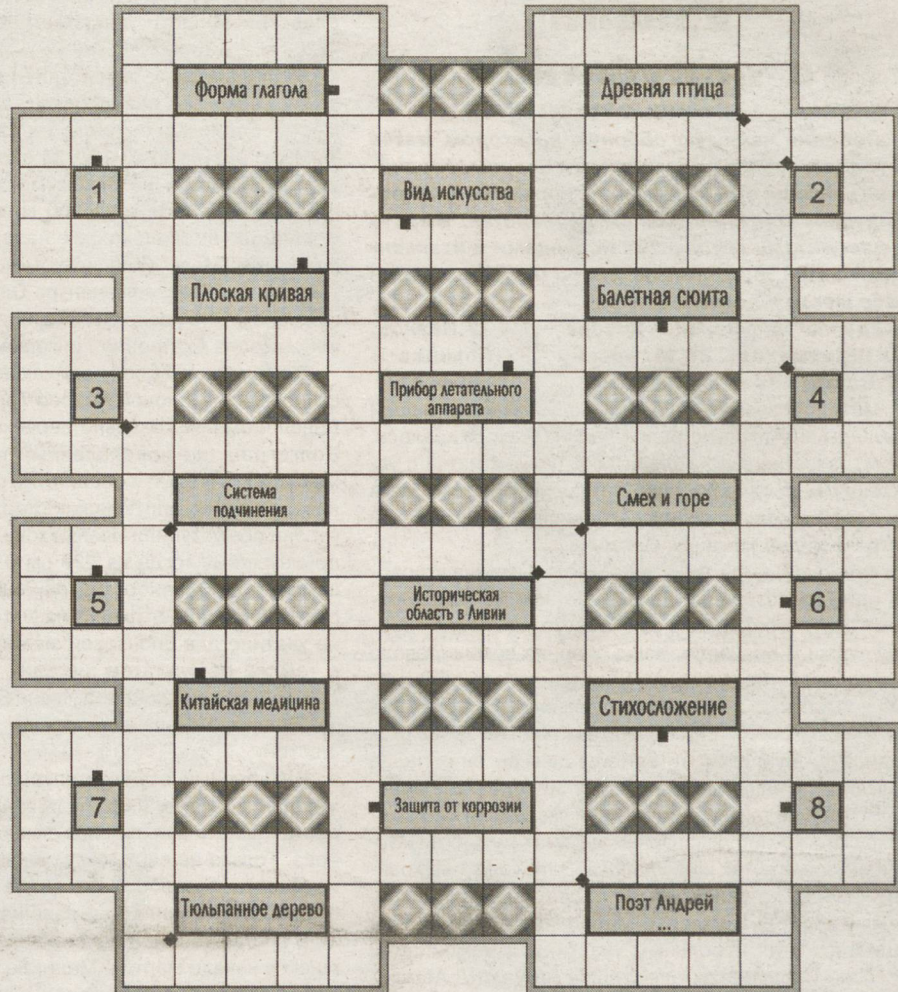 Форма глагола
Древняя птица
1
Вид искусства
2
Плоская кривая
Балетная сюита
3
Прибор летательного
аппарата
4
Система
подчинения
Смех и горе
5
Историческая
область в Ливии
6
Китайская медицина
Стихосложение
7
Защита от коррозии
8
Тюльпанное дерево
Поэт Андрей
...